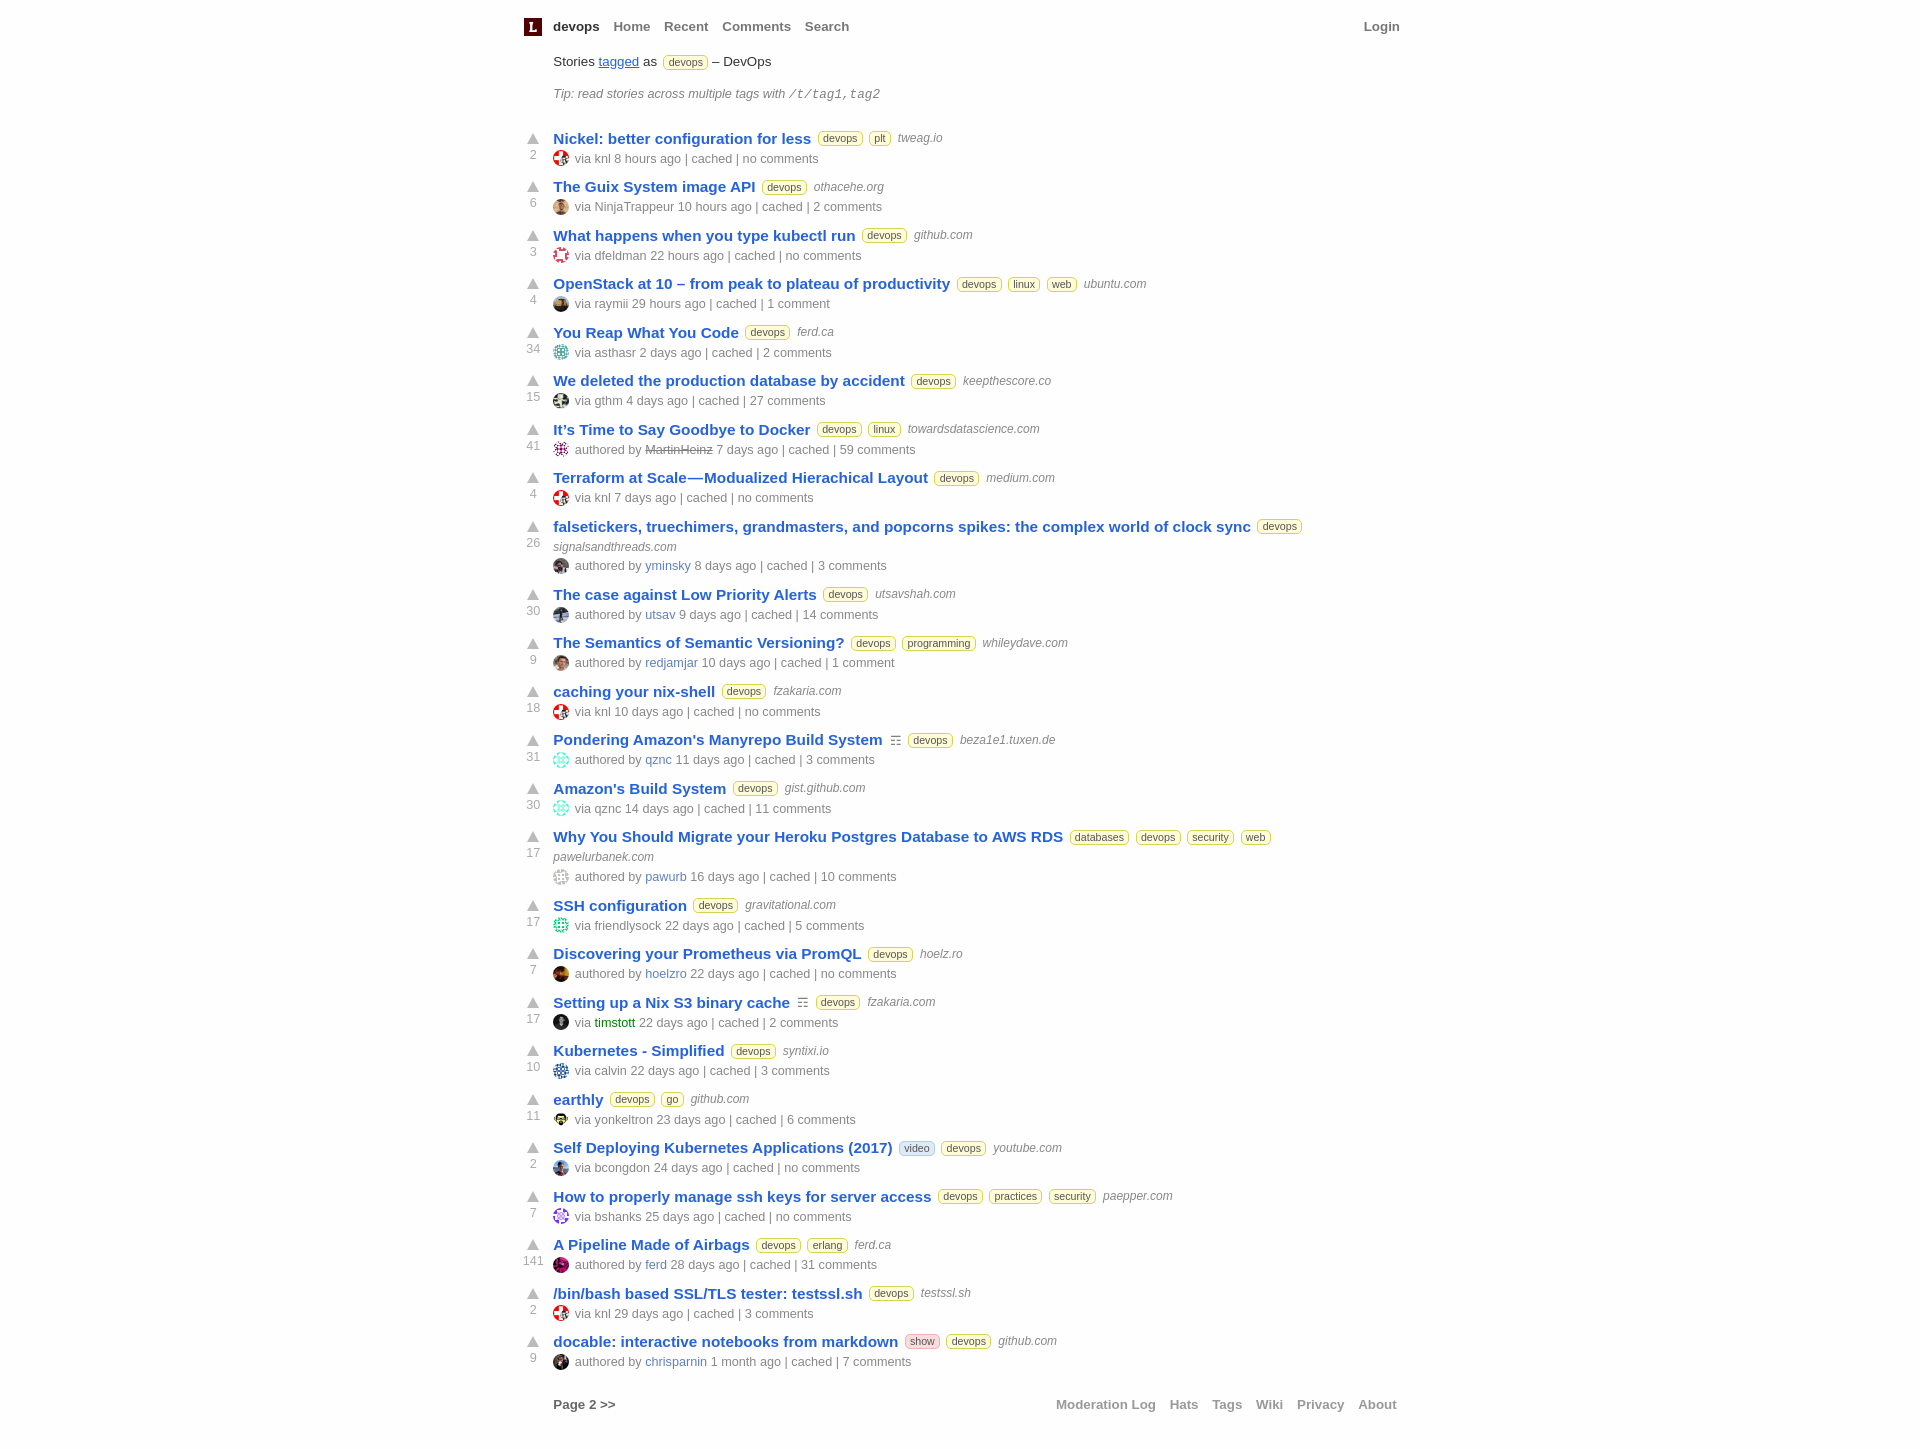 L devops Home Recent Comments Search Login
Stories tagged as devops – DevOps
Tip: read stories across multiple tags with /t/tag1,tag2
Nickel: better configuration for less devops plt tweag.io
2 via knl 8 hours ago | cached | no comments
The Guix System image API devops othacehe.org
6 via NinjaTrappeur 10 hours ago | cached | 2 comments
What happens when you type kubectl run devops github.com
3 via dfeldman 22 hours ago | cached | no comments
OpenStack at 10 – from peak to plateau of productivity devops linux web ubuntu.com
4 via raymii 29 hours ago | cached | 1 comment
You Reap What You Code devops ferd.ca
34 via asthasr 2 days ago | cached | 2 comments
We deleted the production database by accident devops keepthescore.co
15 via gthm 4 days ago | cached | 27 comments
It’s Time to Say Goodbye to Docker devops linux towardsdatascience.com
41 authored by MartinHeinz 7 days ago | cached | 59 comments
Terraform at Scale — Modualized Hierachical Layout devops medium.com
4 via knl 7 days ago | cached | no comments
falsetickers, truechimers, grandmasters, and popcorns spikes: the complex world of clock sync devops
26 signalsandthreads.com
authored by yminsky 8 days ago | cached | 3 comments
The case against Low Priority Alerts devops utsavshah.com
30 authored by utsav 9 days ago | cached | 14 comments
The Semantics of Semantic Versioning? devops programming whileydave.com
9 authored by redjamjar 10 days ago | cached | 1 comment
caching your nix-shell devops fzakaria.com
18 via knl 10 days ago | cached | no comments
Pondering Amazon's Manyrepo Build System ☶ devops beza1e1.tuxen.de
31 authored by qznc 11 days ago | cached | 3 comments
Amazon's Build System devops gist.github.com
30 via qznc 14 days ago | cached | 11 comments
Why You Should Migrate your Heroku Postgres Database to AWS RDS databases devops security web
17 pawelurbanek.com
authored by pawurb 16 days ago | cached | 10 comments
SSH configuration devops gravitational.com
17 via friendlysock 22 days ago | cached | 5 comments
Discovering your Prometheus via PromQL devops hoelz.ro
7 authored by hoelzro 22 days ago | cached | no comments
Setting up a Nix S3 binary cache ☶ devops fzakaria.com
17 via timstott 22 days ago | cached | 2 comments
Kubernetes - Simplified devops syntixi.io
10 via calvin 22 days ago | cached | 3 comments
earthly devops go github.com
11 via yonkeltron 23 days ago | cached | 6 comments
Self Deploying Kubernetes Applications (2017) video devops youtube.com
2 via bcongdon 24 days ago | cached | no comments
How to properly manage ssh keys for server access devops practices security paepper.com
7 via bshanks 25 days ago | cached | no comments
A Pipeline Made of Airbags devops erlang ferd.ca
141 authored by ferd 28 days ago | cached | 31 comments
/bin/bash based SSL/TLS tester: testssl.sh devops testssl.sh
2 via knl 29 days ago | cached | 3 comments
docable: interactive notebooks from markdown show devops github.com
9 authored by chrisparnin 1 month ago | cached | 7 comments
Page 2 >> Moderation Log Hats Tags Wiki Privacy About